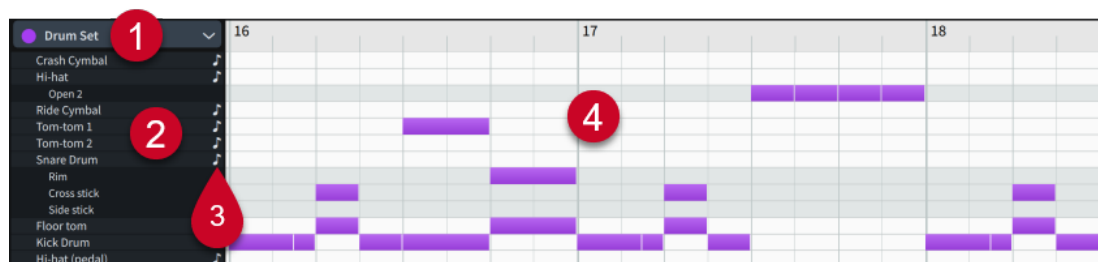 Drum Set
1
16
17
18
Crash Cymbal
Hi-hat
Open 2
Ride Cymbal
Tom-tom 1
2
4
Tom-tom 2
Snare Drum
Rim
Cross stick
Side stick
3
Floor tom
Kick Drum
Hi-hat (pedal)